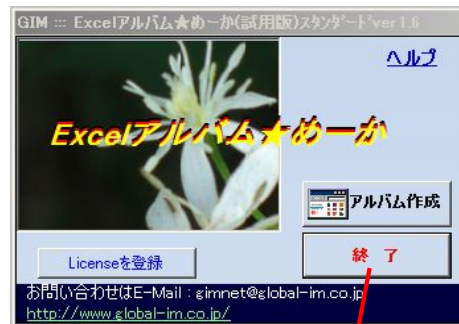 GIM ::: Excelアルバム★めーか(試用版)スタンダードver1.6
ヘルプ
Excelアルバム★めーか
アルバム作成
Licenseを登録
終 了
お問い合わせはE-Mail : gimnet@global-im.co.jp
http://www.global-im.co.jp/